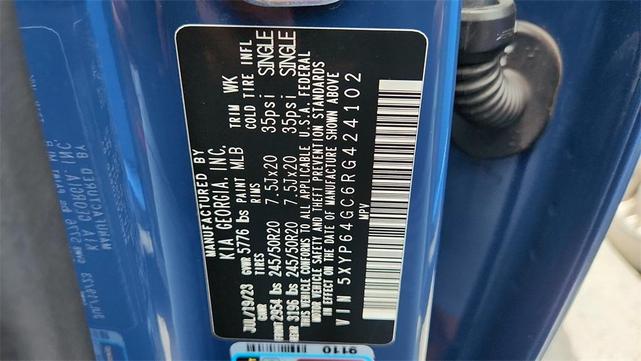 MANUFACTURED BY
KIA GEORGIA, INC.
JUL/19/23 GVWR 5776 lbs PAINT MLB TRIM WK
GAWR TIRES RIMS COLD TIRE INFL
2954 lbs 245/50R20 7.5Jx20 35psi SINGLE
3196 lbs 245/50R20 7.5Jx20 35psi SINGLE
THIS VEHICLE CONFORMS TO ALL APPLICABLE U.S.A. FEDERAL
MOTOR VEHICLE SAFETY AND THEFT PREVENTION STANDARDS
IN EFFECT ON THE DATE OF MANUFACTURE SHOWN ABOVE
VIN 5XYP64GC6RG424102
MPV
9110